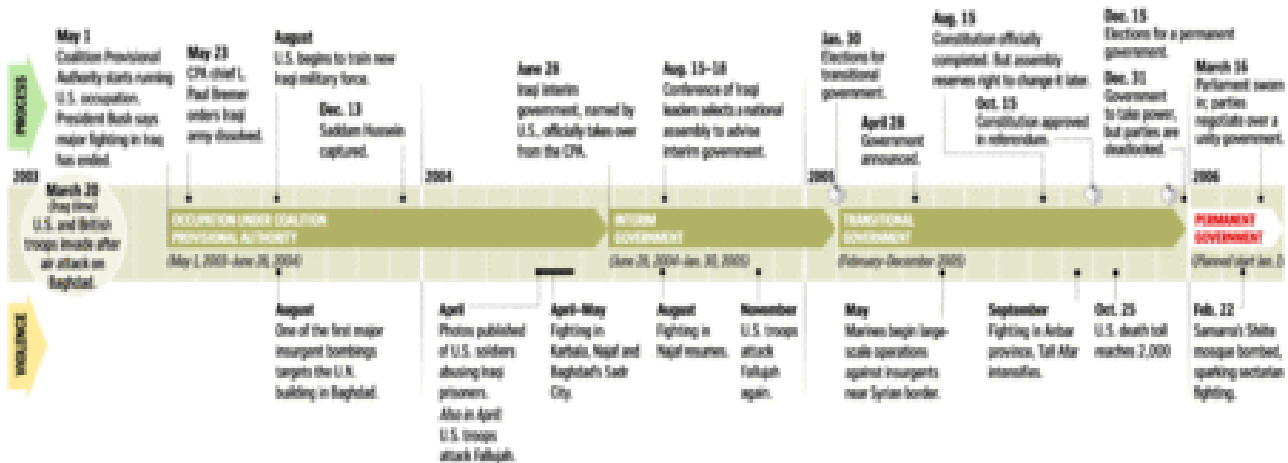 PROCESS
May 1
Coalition Provisional
Authority starts running
U.S. occupation.
President Bush says
major fighting in Iraq
has ended.
May 23
CPA chief L.
Paul Bremer
orders Iraqi
army dissolved.
August
U.S. begins to train new
Iraqi military force.
Dec. 13
Saddam Hussein
captured.
June 28
Iraqi interim
government, named by
U.S., officially takes over
from the CPA.
Aug. 15–18
Conference of Iraqi
leaders selects a national
assembly to advise
interim government.
Jan. 30
Elections for
transitional
government.
April 28
Government
announced.
Aug. 15
Constitution officially
completed. But assembly
reserves right to change it later.
Oct. 15
Constitution approved
in referendum.
Dec. 15
Elections for a permanent
government.
Dec. 31
Government
to take power,
but parties are
deadlocked.
March 16
Parliament sworn
in; parties
negotiate over a
unity government.
2003
2004
2005
2006
March 20
(Iraq time)
U.S. and British
troops invade after
air attack on
Baghdad.
OCCUPATION UNDER COALITION
PROVISIONAL AUTHORITY
(May 1, 2003–June 28, 2004)
INTERIM
GOVERNMENT
(June 28, 2004–Jan. 30, 2005)
TRANSITIONAL
GOVERNMENT
(February–December 2005)
PERMANENT
GOVERNMENT
(Planned start Jan.
VIOLENCE
August
One of the first major
insurgent bombings
targets the U.N.
building in Baghdad.
April
Photos published
of U.S. soldiers
abusing Iraqi
prisoners.
Also in April
U.S. troops
attack Fallujah.
April–May
Fighting in
Karbala, Najaf and
Baghdad's Sadr
City.
August
Fighting in
Najaf resumes.
November
U.S. troops
attack
Fallujah
again.
May
Marines begin large-
scale operations
against insurgents
near Syrian border.
September
Fighting in Anbar
province, Tall Afar
intensifies.
Oct. 25
U.S. death toll
reaches 2,000
Feb. 22
Samarra's Shiite
mosque bombed,
sparking sectarian
fighting.